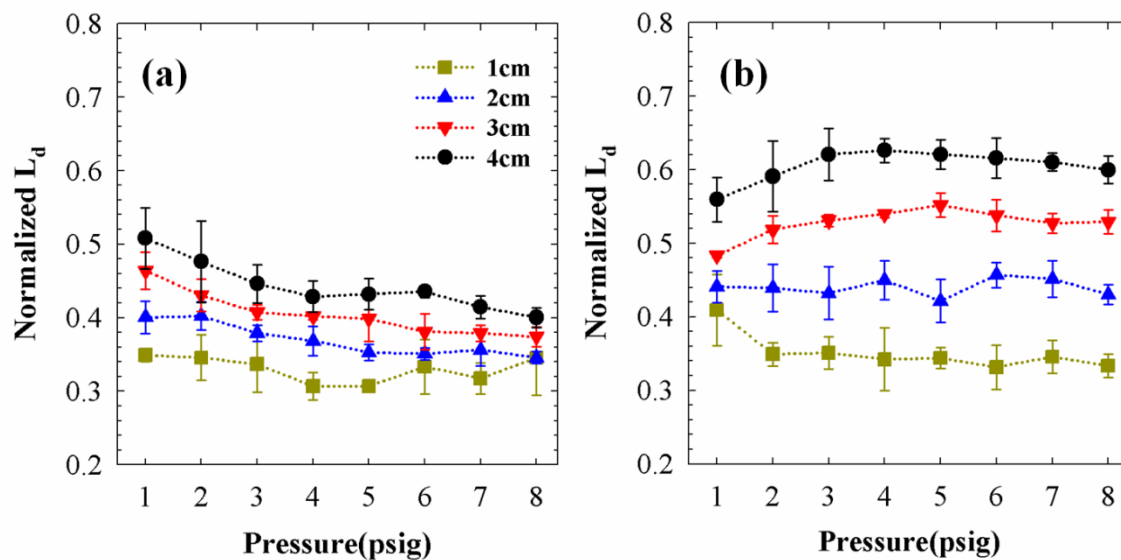 0.8
0.7
0.6
0.5
0.4
0.3
0.2
Normalized L_d
(a)
1cm
2cm
3cm
4cm
1 2 3 4 5 6 7 8
Pressure(psig)
0.8
0.7
0.6
0.5
0.4
0.3
0.2
Normalized L_d
(b)
1 2 3 4 5 6 7 8
Pressure(psig)